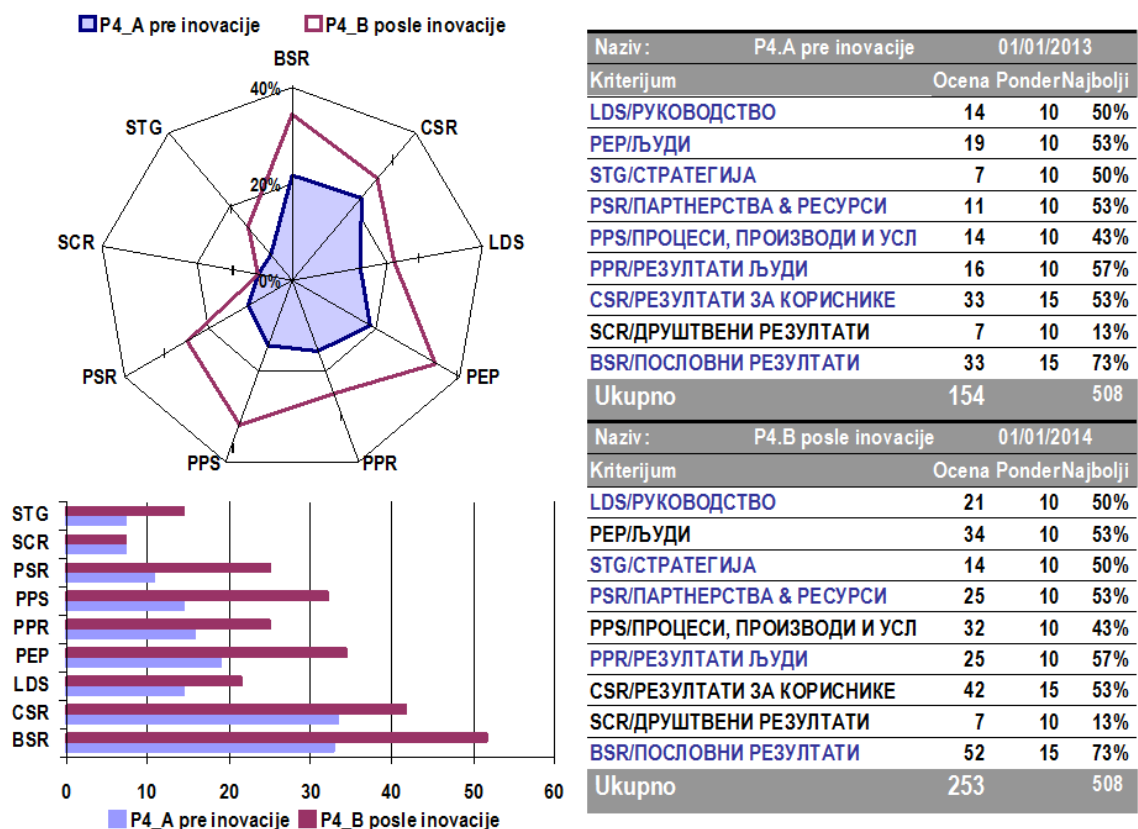 P4_A pre inovacije P4_B posle inovacije
BSR
40%
STG CSR
20%
SCR LDS
0%
PSR PEP
PPS PPR
STG
SCR
PSR
PPS
PPR
PEP
LDS
CSR
BSR
0 10 20 30 40 50 60
P4_A pre inovacije P4_B posle inovacije
Naziv: P4.A pre inovacije 01/01/2013
Kriterijum Ocena Ponder Najbolji
LDS/РУКОВОДСТВО 14 10 50%
PEP/ЉУДИ 19 10 53%
STG/СТРАТЕГИЈА 7 10 50%
PSR/ПАРТНЕРСТВА & РЕСУРСИ 11 10 53%
PPS/ПРОЦЕСИ, ПРОИЗВОДИ И УСЛ 14 10 43%
PPR/РЕЗУЛТАТИ ЉУДИ 16 10 57%
CSR/РЕЗУЛТАТИ ЗА КОРИСНИКЕ 33 15 53%
SCR/ДРУШТВЕНИ РЕЗУЛТАТИ 7 10 13%
BSR/ПОСЛОВНИ РЕЗУЛТАТИ 33 15 73%
Ukupno 154 508
Naziv: P4.B posle inovacije 01/01/2014
Kriterijum Ocena Ponder Najbolji
LDS/РУКОВОДСТВО 21 10 50%
PEP/ЉУДИ 34 10 53%
STG/СТРАТЕГИЈА 14 10 50%
PSR/ПАРТНЕРСТВА & РЕСУРСИ 25 10 53%
PPS/ПРОЦЕСИ, ПРОИЗВОДИ И УСЛ 32 10 43%
PPR/РЕЗУЛТАТИ ЉУДИ 25 10 57%
CSR/РЕЗУЛТАТИ ЗА КОРИСНИКЕ 42 15 53%
SCR/ДРУШТВЕНИ РЕЗУЛТАТИ 7 10 13%
BSR/ПОСЛОВНИ РЕЗУЛТАТИ 52 15 73%
Ukupno 253 508